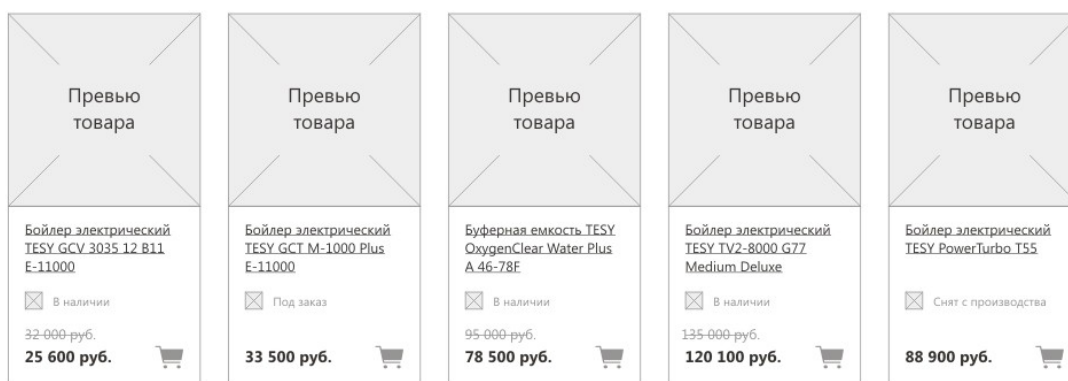 Превью
товара
Бойлер электрический
TESY GCV 3035 12 B11
E-11000
В наличии
32 000 руб.
25 600 руб.
Превью
товара
Бойлер электрический
TESY GCT M-1000 Plus
E-11000
Под заказ
33 500 руб.
Превью
товара
Буферная емкость TESY
OxygenClear Water Plus
A 46-78F
В наличии
95 000 руб.
78 500 руб.
Превью
товара
Бойлер электрический
TESY TV2-8000 G77
Medium Deluxe
В наличии
135 000 руб.
120 100 руб.
Превью
товара
Бойлер электрический
TESY PowerTurbo T55
Снят с производства
88 900 руб.